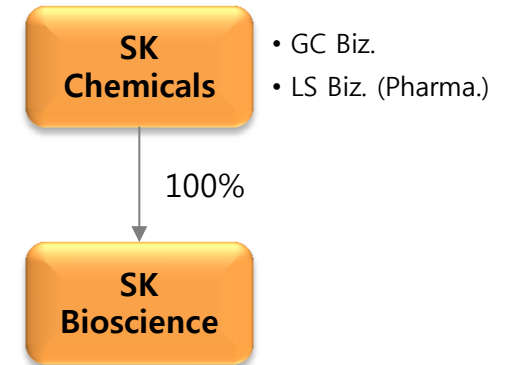 SK
Chemicals
• GC Biz.
• LS Biz. (Pharma.)
100%
SK
Bioscience